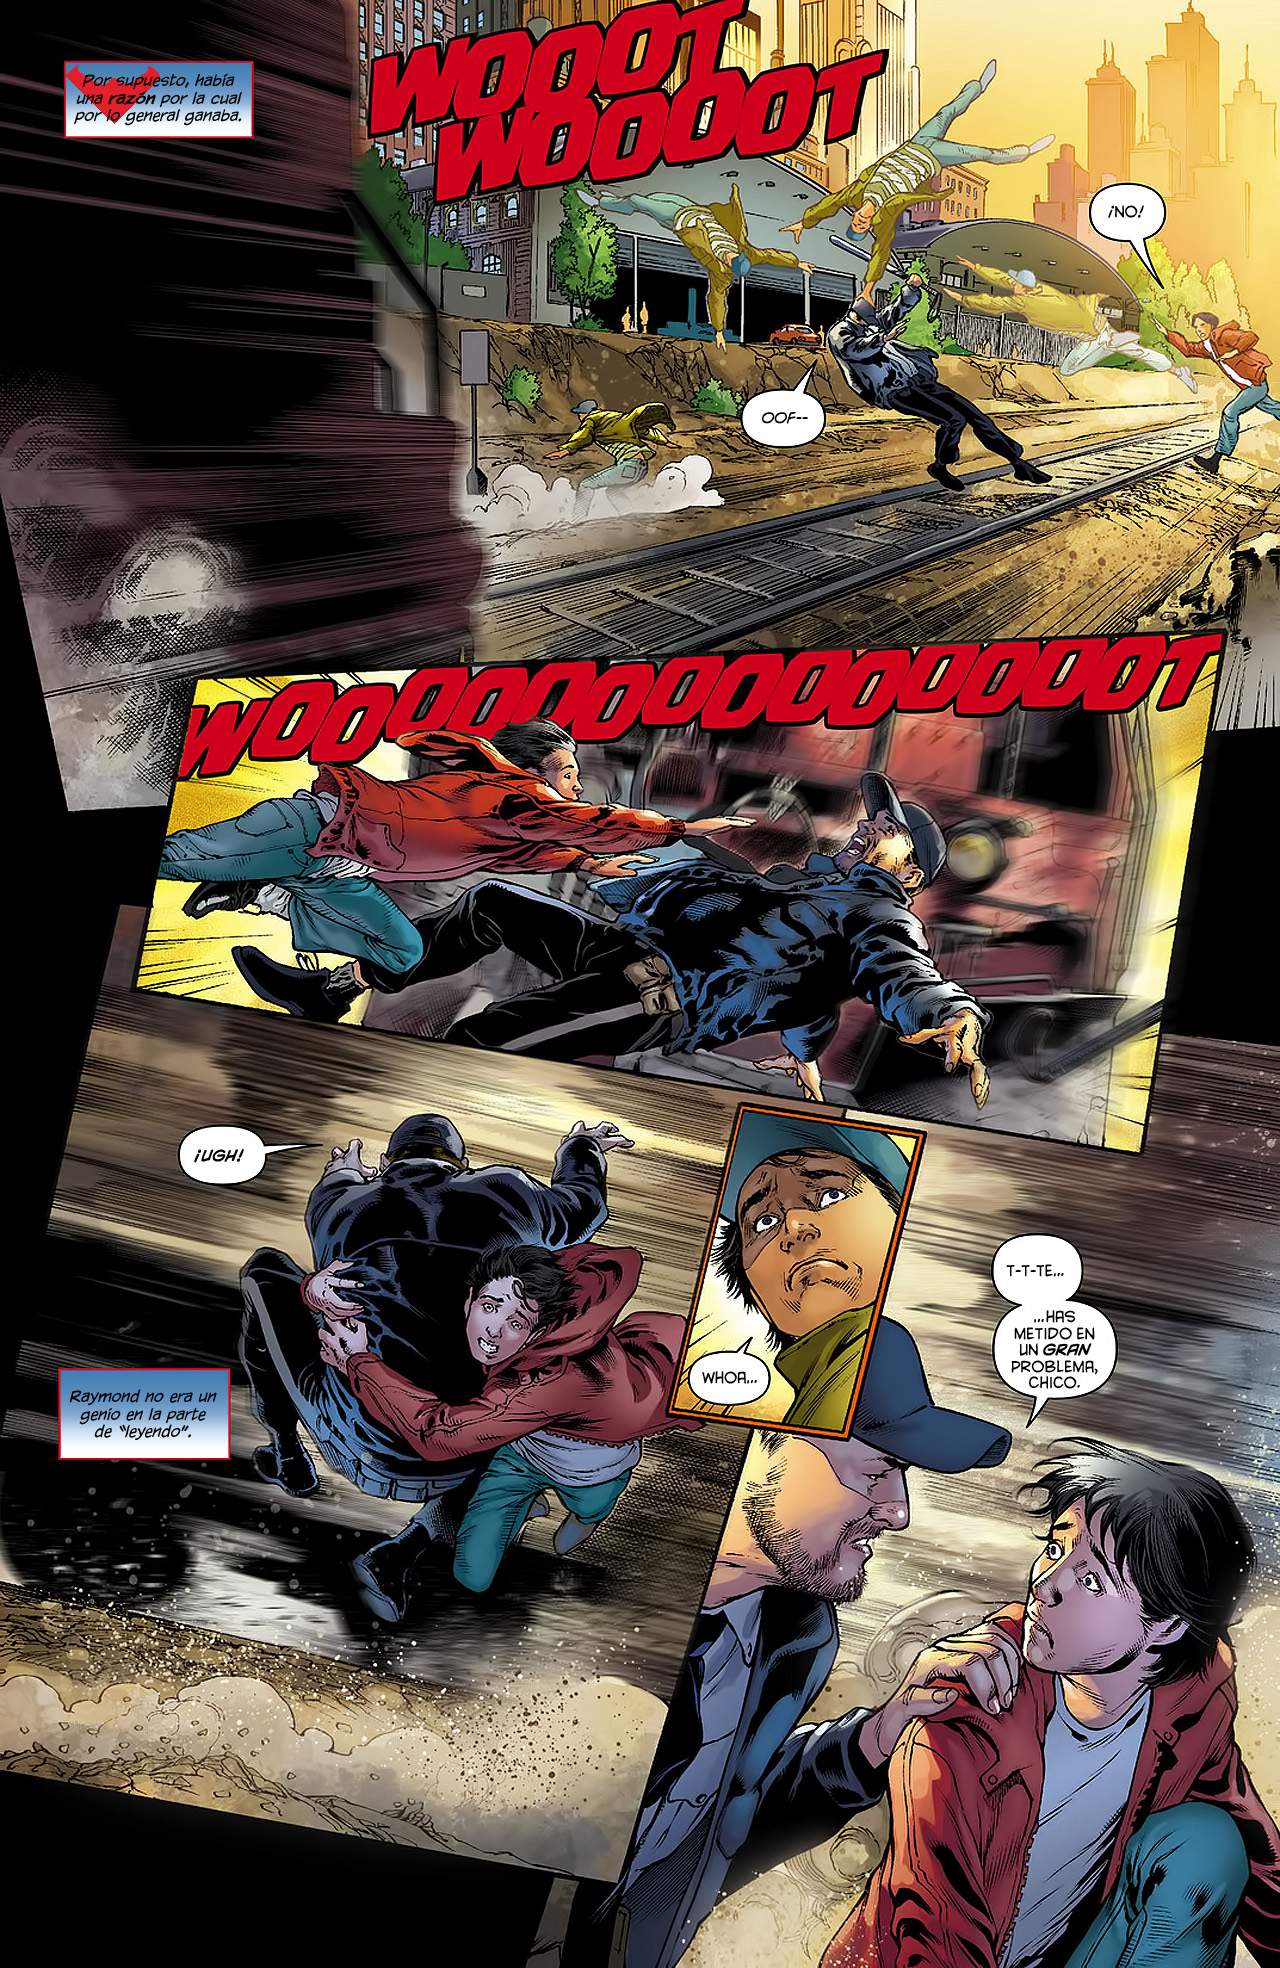 Por supuesto, había
una razón por la cual
por lo general ganaba.
WOOOT
WOOOOT
¡NO!
OOF--
WOOOOOOOOOOOOOOOOT
¡UGH!
WHOA...
Raymond no era un
genio en la parte
de "leyendo".
T-T-TE...
...HAS
METIDO EN
UN GRAN
PROBLEMA,
CHICO.